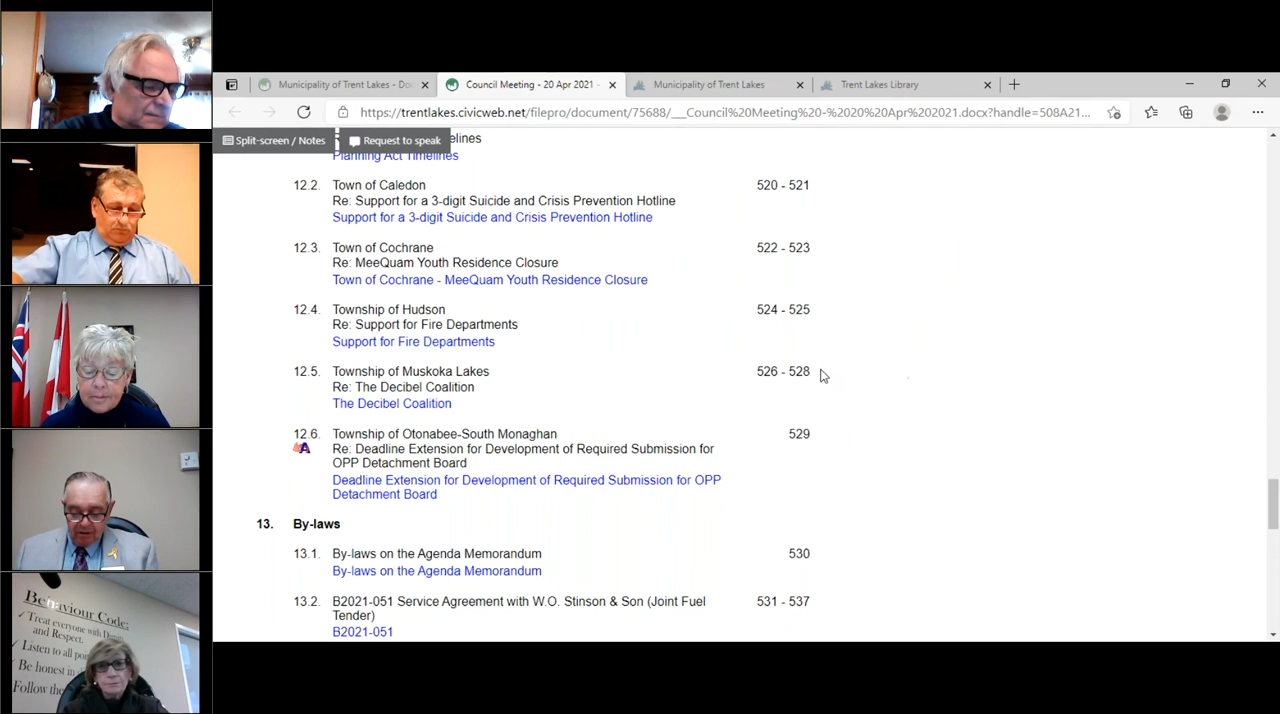 Municipality of Trent Lakes - Do
Council Meeting - 20 Apr 2021 -
Municipality of Trent Lakes
Trent Lakes Library
https://trentlakes.civicweb.net/filepro/document/75688/___Council%20Meeting%20-%2020%20Apr%202021.docx?handle=508A21...
Split-screen / Notes
Request to speak
Planning Act Timelines
12.2. Town of Caledon 520 - 521
Re: Support for a 3-digit Suicide and Crisis Prevention Hotline
Support for a 3-digit Suicide and Crisis Prevention Hotline
12.3. Town of Cochrane 522 - 523
Re: MeeQuam Youth Residence Closure
Town of Cochrane - MeeQuam Youth Residence Closure
12.4. Township of Hudson 524 - 525
Re: Support for Fire Departments
Support for Fire Departments
12.5. Township of Muskoka Lakes 526 - 528
Re: The Decibel Coalition
The Decibel Coalition
12.6. Township of Otonabee-South Monaghan 529
Re: Deadline Extension for Development of Required Submission for
OPP Detachment Board
Deadline Extension for Development of Required Submission for OPP
Detachment Board
13. By-laws
13.1. By-laws on the Agenda Memorandum 530
By-laws on the Agenda Memorandum
13.2. B2021-051 Service Agreement with W.O. Stinson & Son (Joint Fuel 531 - 537
Tender)
B2021-051
Behaviour Code:
Treat everyone with
and Respect.
Listen to all
Be honest in
Follow the